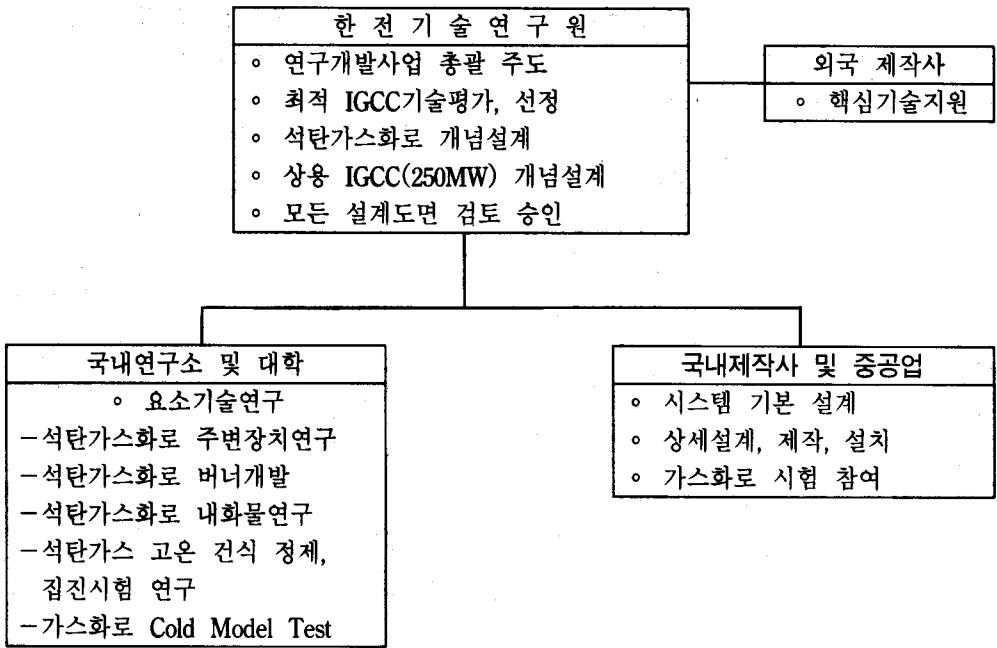 한 전 기 술 연 구 원
◦ 연구개발사업 총괄 주도
◦ 최적 IGCC기술평가, 선정
◦ 석탄가스화로 개념설계
◦ 상용 IGCC(250MW) 개념설계
◦ 모든 설계도면 검토 승인
외국 제작사
◦ 핵심기술지원
국내연구소 및 대학
◦ 요소기술연구
－석탄가스화로 주변장치연구
－석탄가스화로 버너개발
－석탄가스화로 내화물연구
－석탄가스 고온 건식 정제,
집진시험 연구
－가스화로 Cold Model Test
국내제작사 및 중공업
◦ 시스템 기본 설계
◦ 상세설계, 제작, 설치
◦ 가스화로 시험 참여